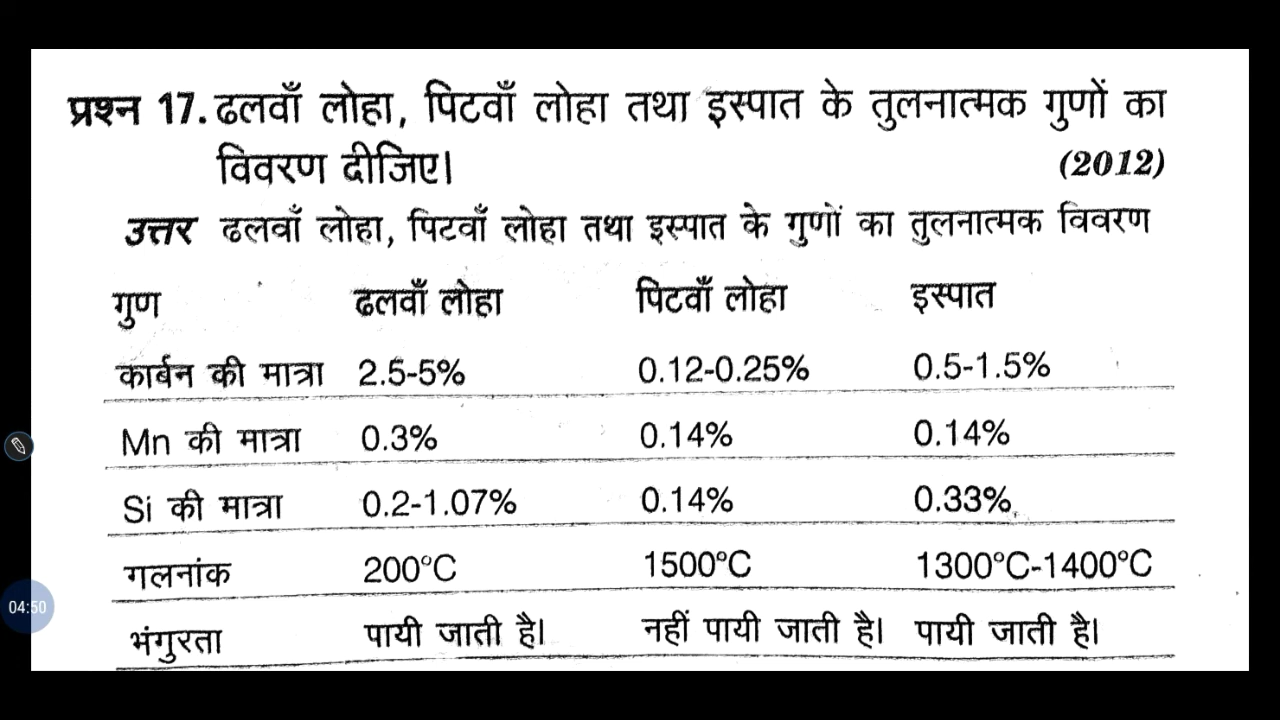 प्रश्न 17. ढलवाँ लोहा, पिटवाँ लोहा तथा इस्पात के तुलनात्मक गुणों का
विवरण दीजिए। (2012)
उत्तर ढलवाँ लोहा, पिटवाँ लोहा तथा इस्पात के गुणों का तुलनात्मक विवरण
गुण ढलवाँ लोहा पिटवाँ लोहा इस्पात
कार्बन की मात्रा 2.5-5% 0.12-0.25% 0.5-1.5%
Mn की मात्रा 0.3% 0.14% 0.14%
Si की मात्रा 0.2-1.07% 0.14% 0.33%
गलनांक 200°C 1500°C 1300°C-1400°C
04:50
भंगुरता पायी जाती है। नहीं पायी जाती है। पायी जाती है।